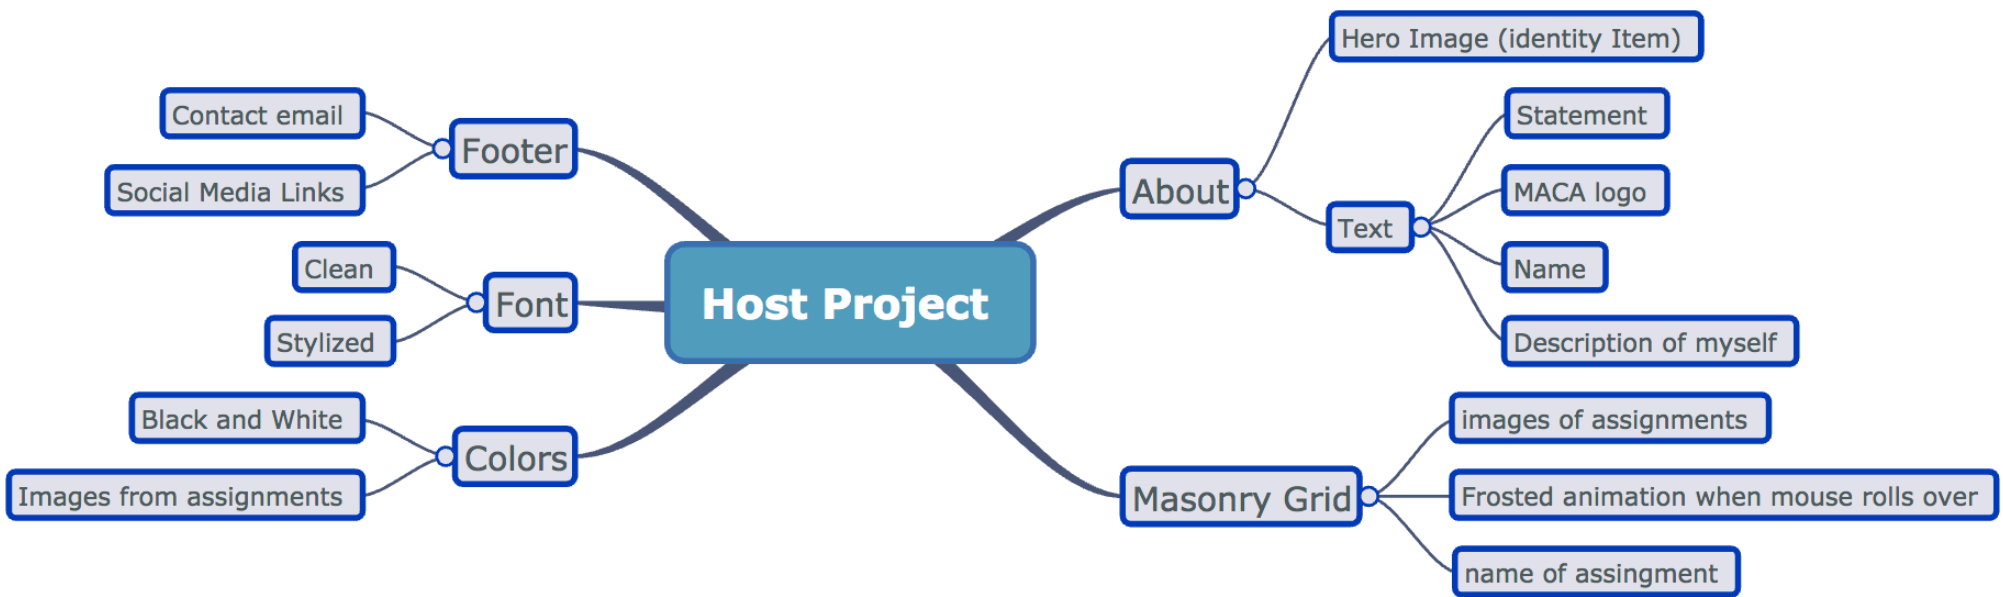 Host Project
About
Hero Image (identity Item)
Text
Statement
MACA logo
Name
Description of myself
Masonry Grid
images of assignments
Frosted animation when mouse rolls over
name of assingment
Footer
Contact email
Social Media Links
Font
Clean
Stylized
Colors
Black and White
Images from assignments